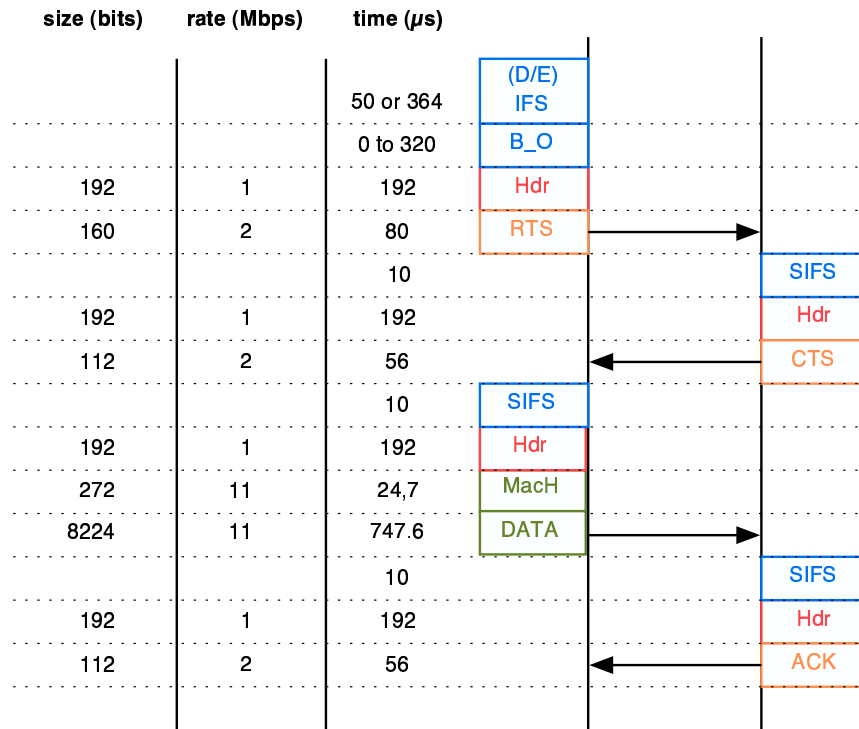 size (bits) rate (Mbps) time (µs)
(D/E)
50 or 364 IFS
0 to 320 B_O
192 1 192 Hdr
160 2 80 RTS
10 SIFS
192 1 192 Hdr
112 2 56 CTS
10 SIFS
192 1 192 Hdr
272 11 24,7 MacH
8224 11 747.6 DATA
10 SIFS
192 1 192 Hdr
112 2 56 ACK